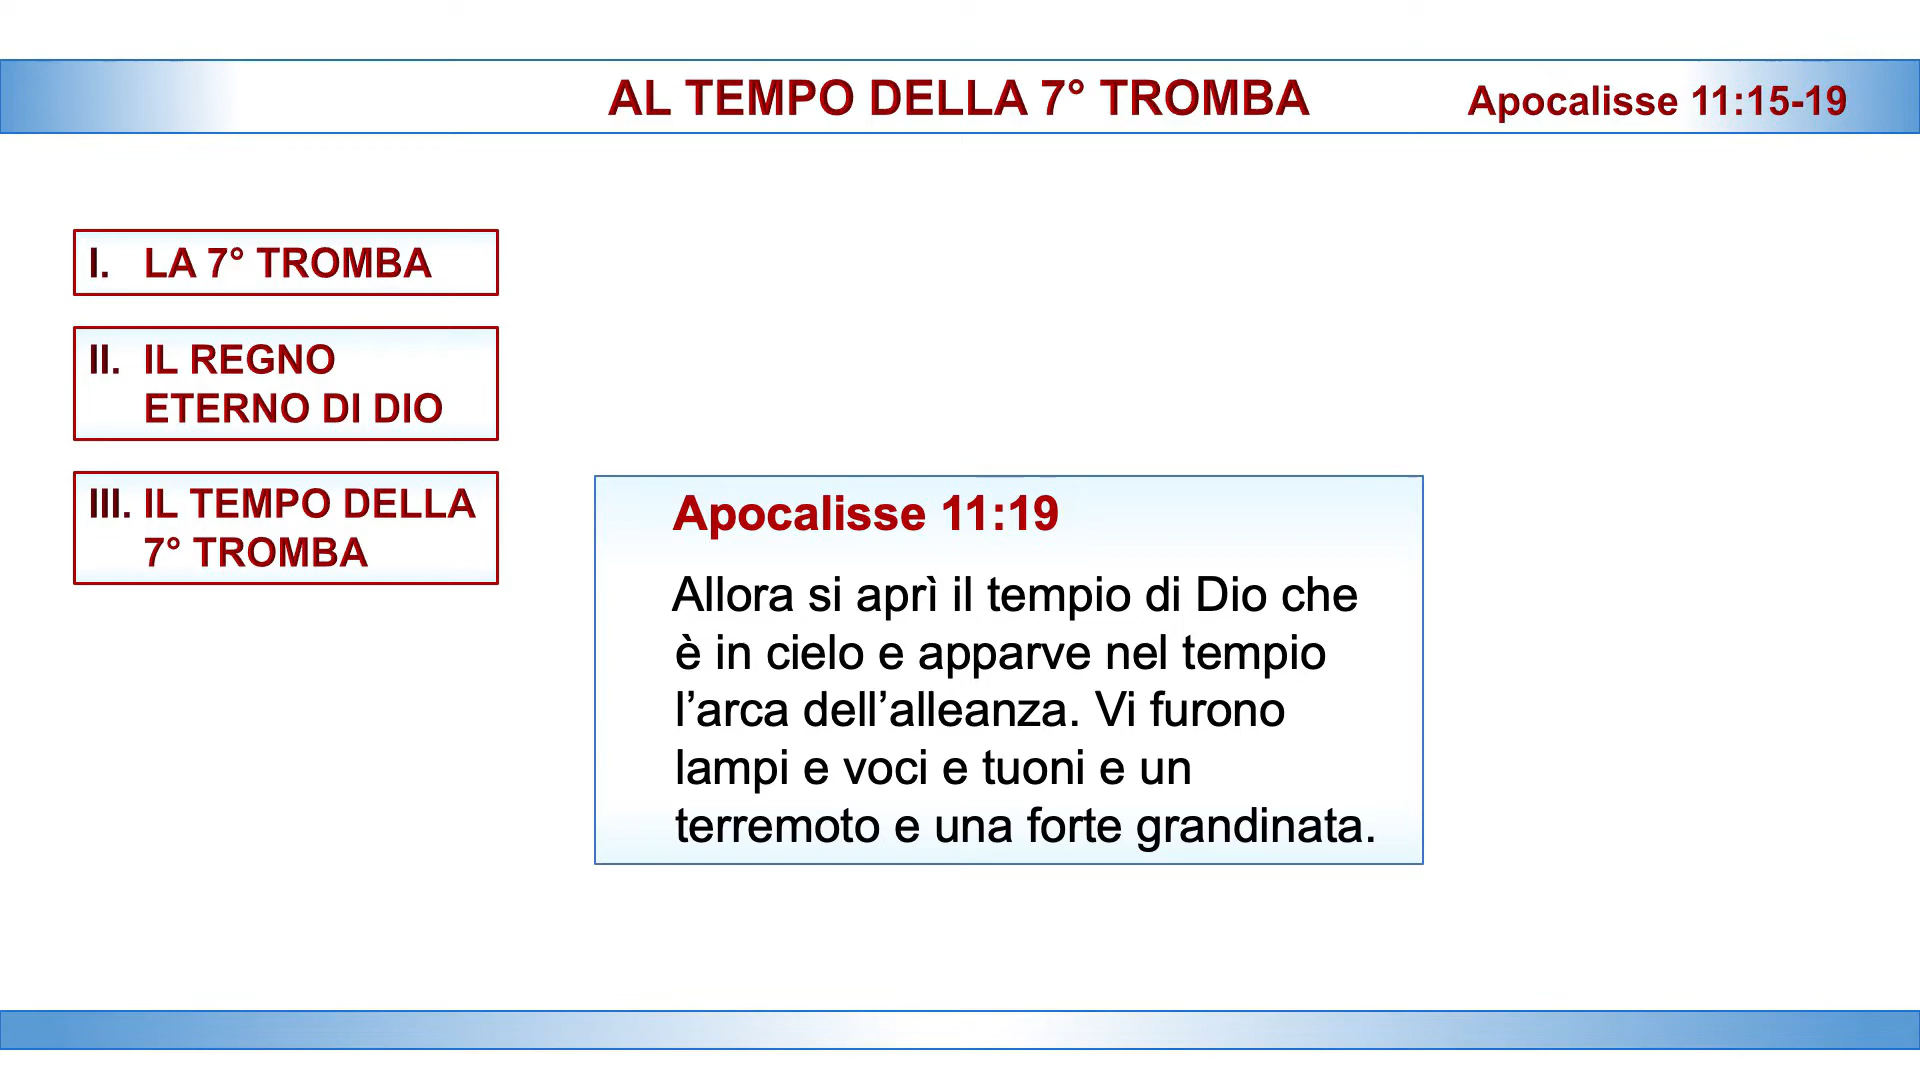 AL TEMPO DELLA 7° TROMBA
Apocalisse 11:15-19
I. LA 7° TROMBA
II. IL REGNO
ETERNO DI DIO
III. IL TEMPO DELLA
7° TROMBA
Apocalisse 11:19
Allora si aprì il tempio di Dio che
è in cielo e apparve nel tempio
l’arca dell’alleanza. Vi furono
lampi e voci e tuoni e un
terremoto e una forte grandinata.